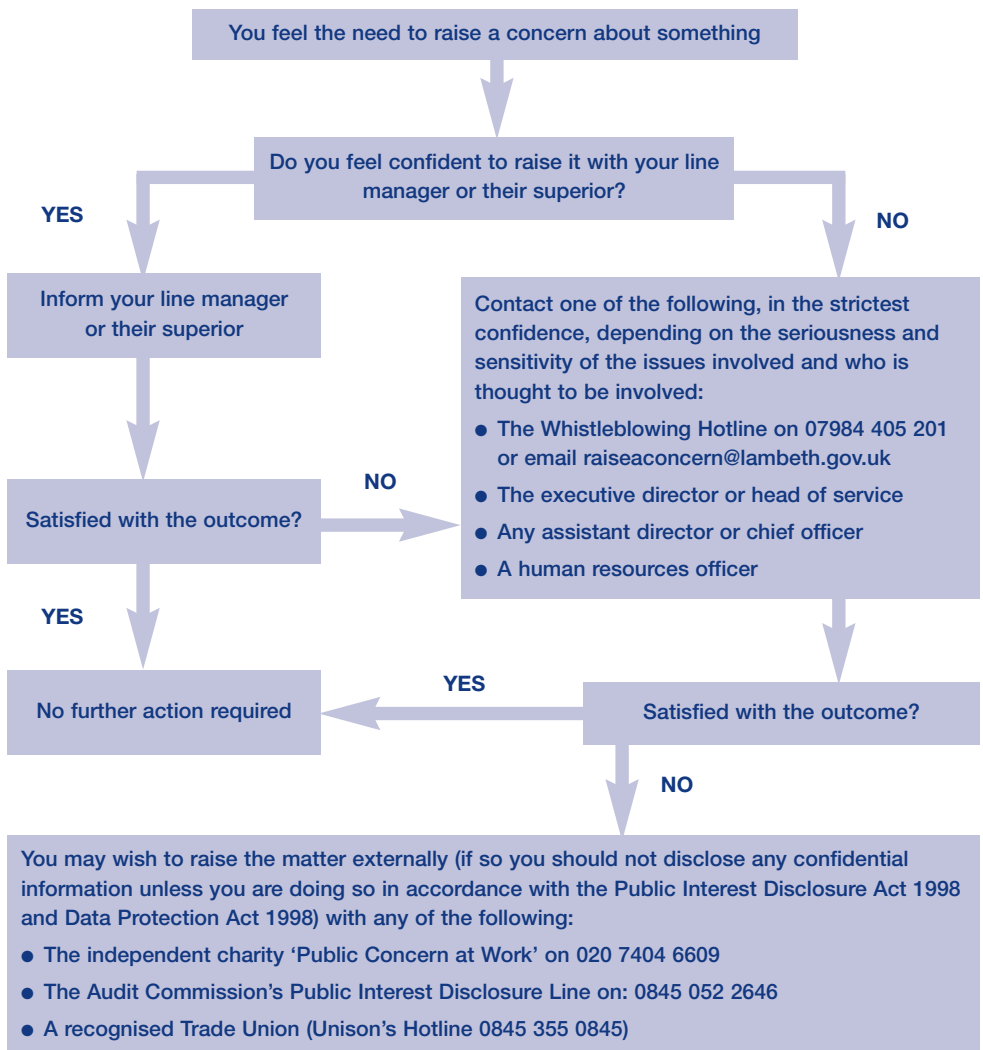 You feel the need to raise a concern about something
Do you feel confident to raise it with your line
manager or their superior?
YES
NO
Inform your line manager
or their superior
Contact one of the following, in the strictest
confidence, depending on the seriousness and
sensitivity of the issues involved and who is
thought to be involved:
● The Whistleblowing Hotline on 07984 405 201
or email raiseaconcern@lambeth.gov.uk
● The executive director or head of service
● Any assistant director or chief officer
● A human resources officer
NO
Satisfied with the outcome?
YES
YES
No further action required
Satisfied with the outcome?
NO
You may wish to raise the matter externally (if so you should not disclose any confidential
information unless you are doing so in accordance with the Public Interest Disclosure Act 1998
and Data Protection Act 1998) with any of the following:
● The independent charity ‘Public Concern at Work’ on 020 7404 6609
● The Audit Commission’s Public Interest Disclosure Line on: 0845 052 2646
● A recognised Trade Union (Unison’s Hotline 0845 355 0845)